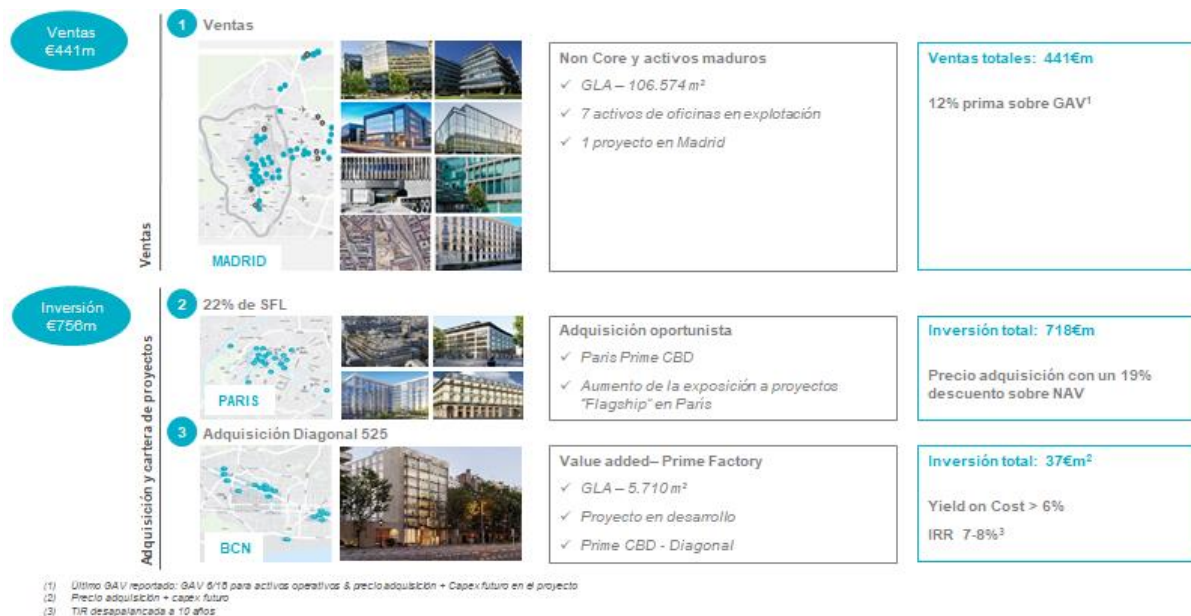 Ventas
€441m
1 Ventas
MADRID
Non Core y activos maduros
✓ GLA – 106.574 m²
✓ 7 activos de oficinas en explotación
✓ 1 proyecto en Madrid
Ventas totales: 441€m
12% prima sobre GAV¹
Ventas
Inversión
€756m
2 22% de SFL
PARIS
Adquisición oportunista
✓ Paris Prime CBD
✓ Aumento de la exposición a proyectos
"Flagship" en París
Inversión total: 718€m
Precio adquisición con un 19%
descuento sobre NAV
3 Adquisición Diagonal 525
BCN
Value added– Prime Factory
✓ GLA – 5.710 m²
✓ Proyecto en desarrollo
✓ Prime CBD - Diagonal
Inversión total: 37€m²
Yield on Cost > 6%
IRR 7-8%³
Adquisición y cartera de proyectos
(1) Último GAV reportado: GAV 6/18 para activos operativos & precio adquisición + Capex futuro en el proyecto
(2) Precio adquisición + capex futuro
(3) TIR desapalancada a 10 años